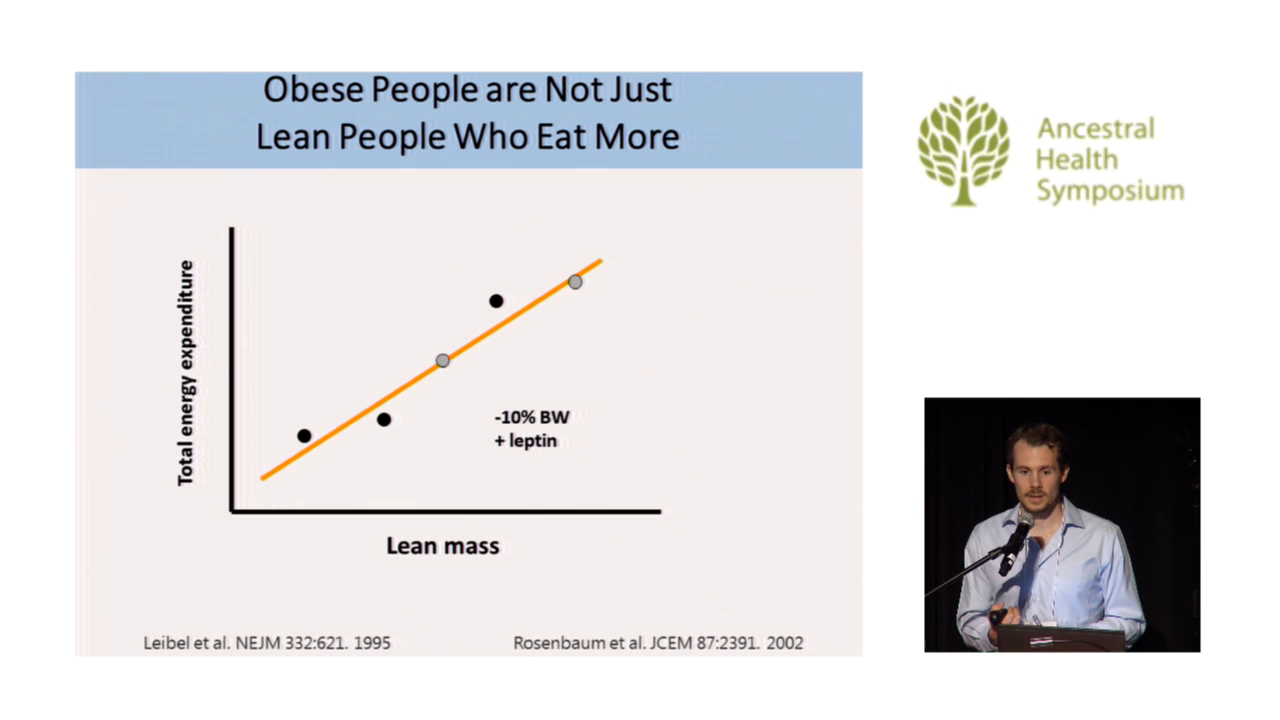 Obese People are Not Just
Lean People Who Eat More
Ancestral
Health
Symposium
Total energy expenditure
-10% BW
+ leptin
Lean mass
Leibel et al. NEJM 332:621. 1995
Rosenbaum et al. JCEM 87:2391. 2002